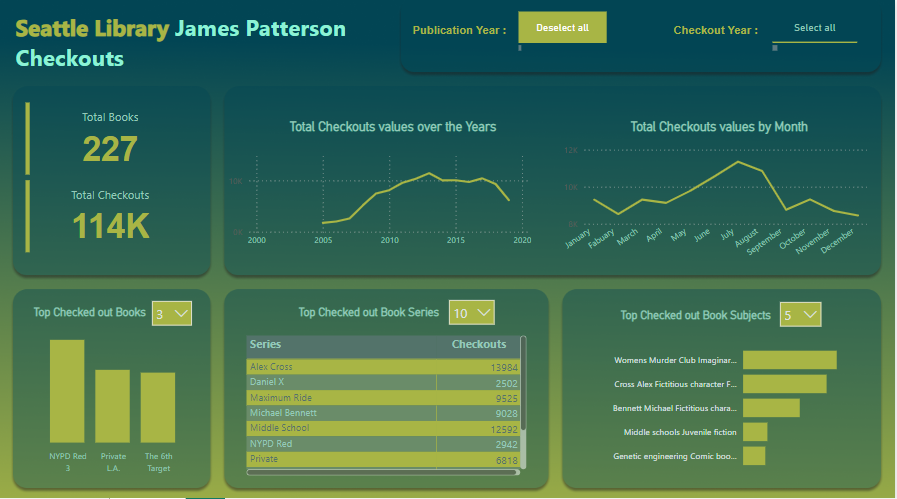 Seattle Library James Patterson
Checkouts
Publication Year :
Deselect all
Checkout Year :
Select all
Total Books
227
Total Checkouts
114K
Total Checkouts values over the Years
10K
0K
2000 2005 2010 2015 2020
Total Checkouts values by Month
12K
10K
8K
January Fabuary March April May June July August September October November December
Top Checked out Books 3
NYPD Red
3
Private
L.A.
The 6th
Target
Top Checked out Book Series 10
Series Checkouts
Alex Cross 13984
Daniel X 2502
Maximum Ride 9525
Michael Bennett 9028
Middle School 12592
NYPD Red 2942
Private 6818
Top Checked out Book Subjects 5
Womens Murder Club Imaginar...
Cross Alex Fictitious character F...
Bennett Michael Fictitious chara...
Middle schools Juvenile fiction
Genetic engineering Comic boo...